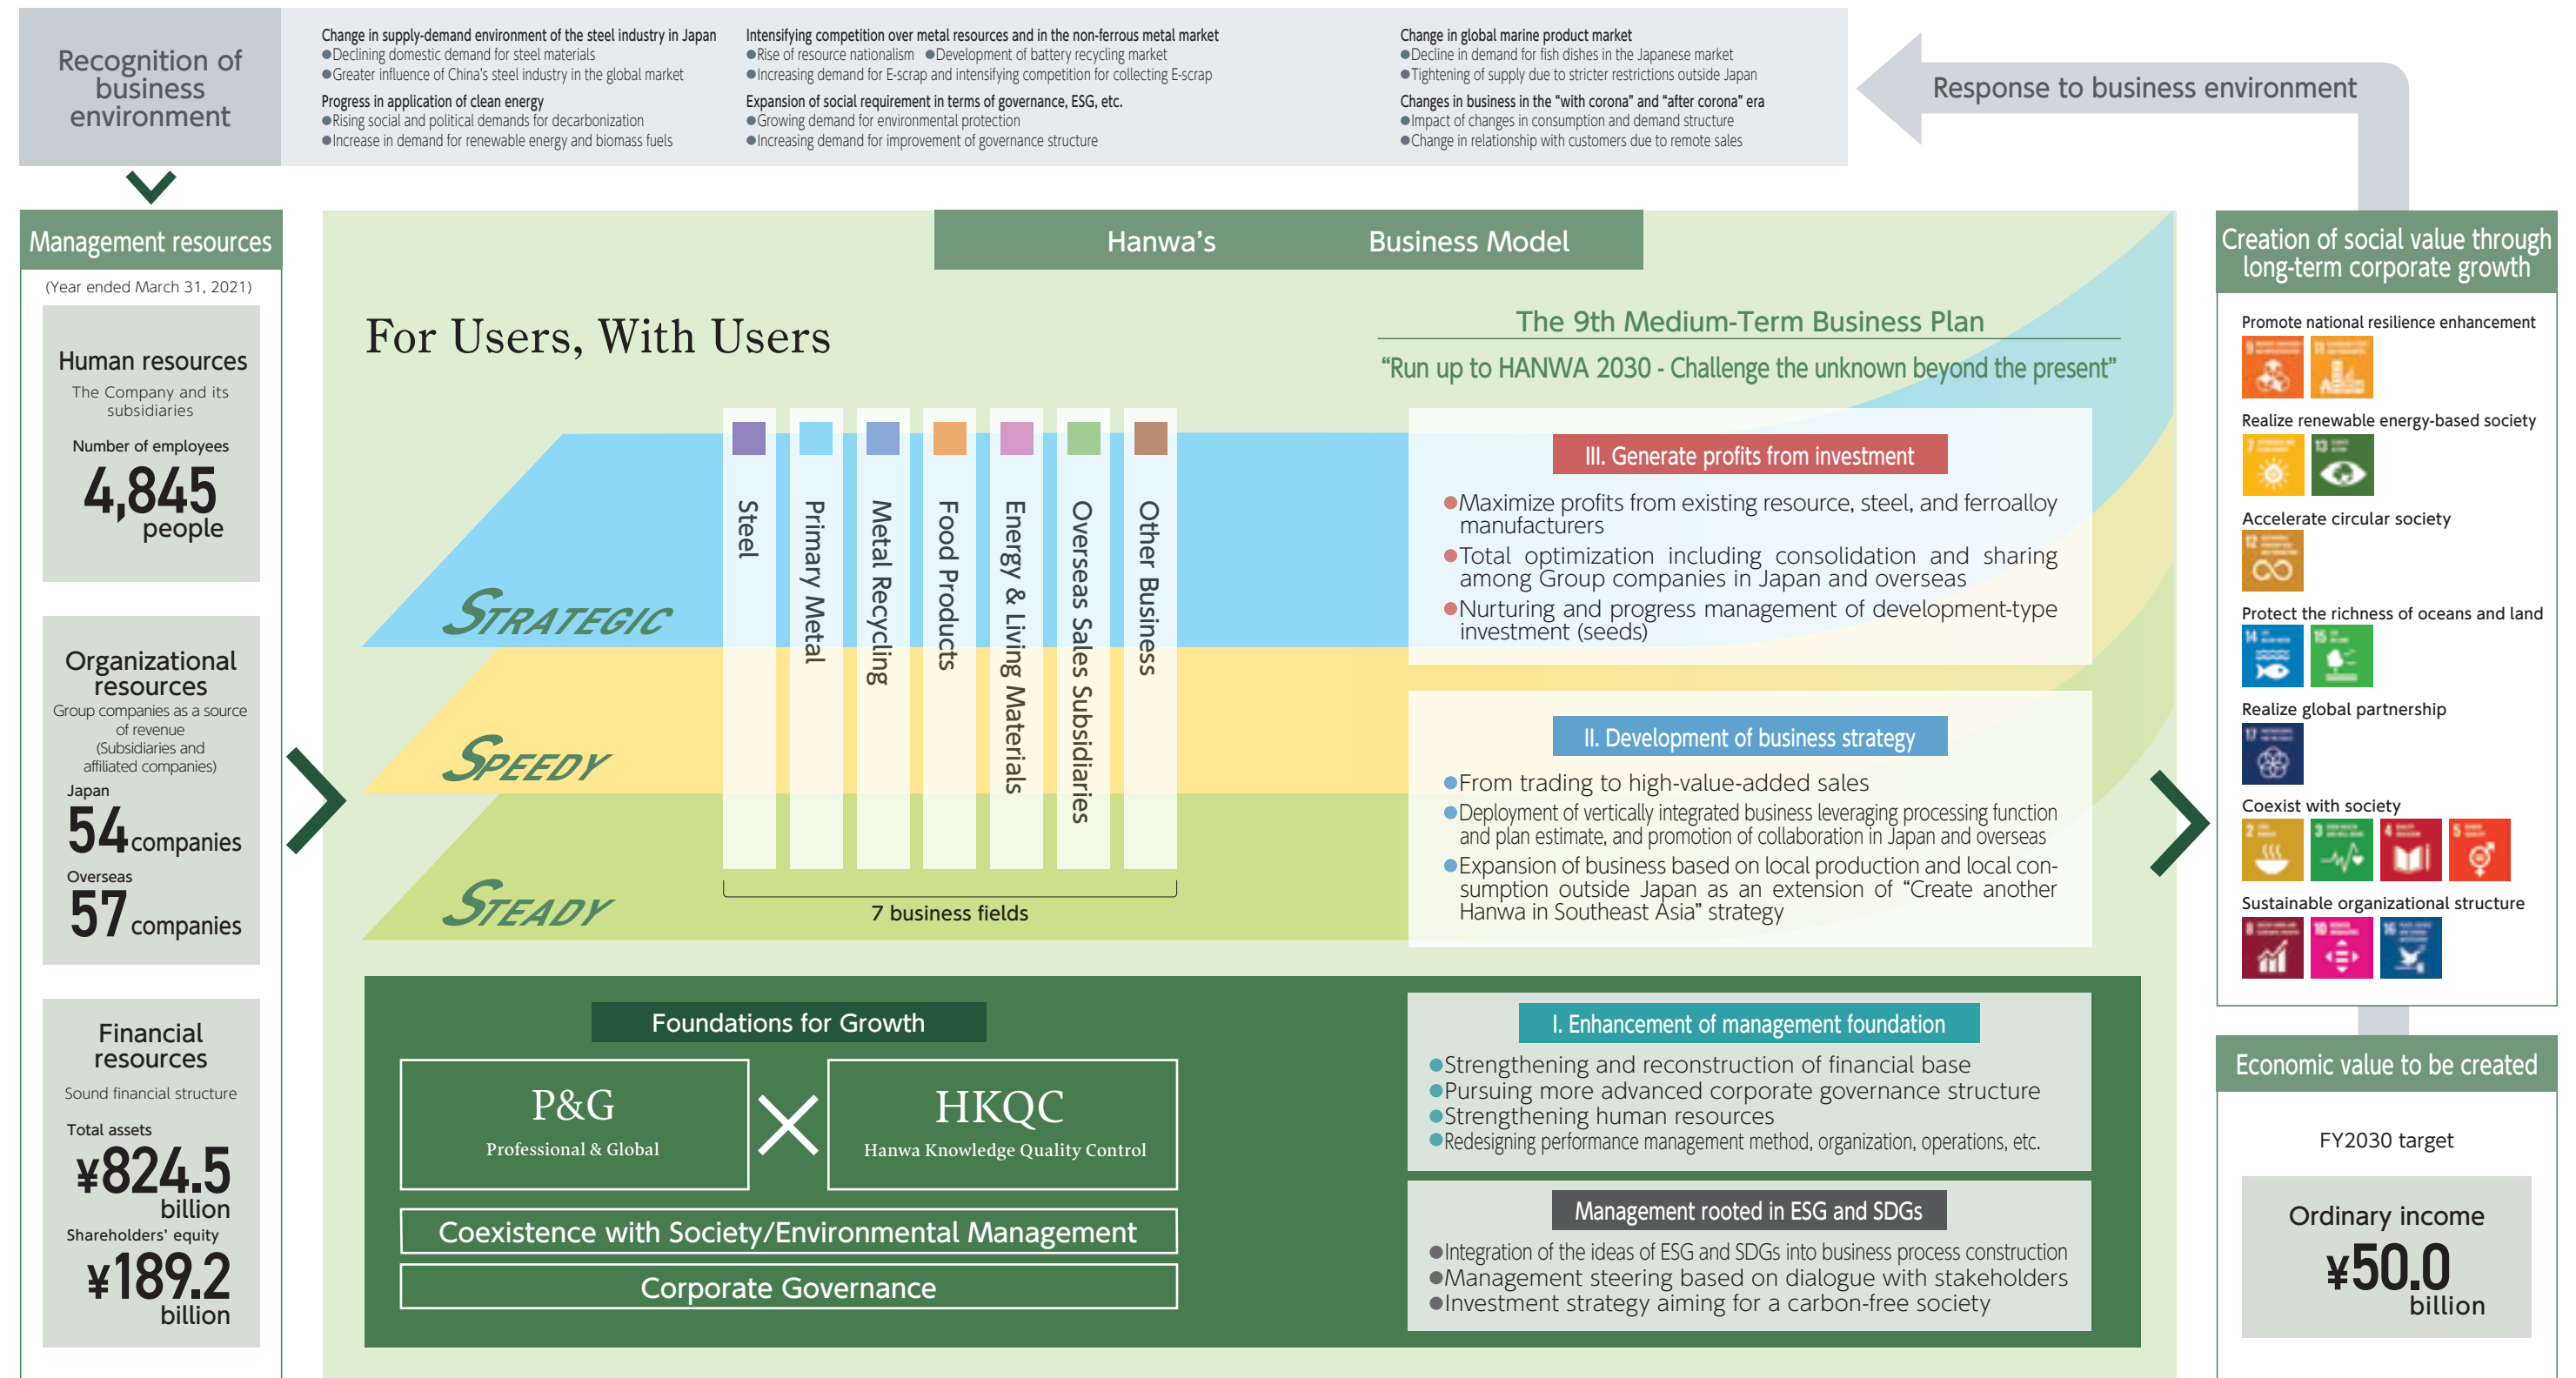 Recognition of
business
environment
Change in supply-demand environment of the steel industry in Japan
●Declining domestic demand for steel materials
●Greater influence of China's steel industry in the global market
Progress in application of clean energy
●Rising social and political demands for decarbonization
●Increase in demand for renewable energy and biomass fuels
Intensifying competition over metal resources and in the non-ferrous metal market
●Rise of resource nationalism ●Development of battery recycling market
●Increasing demand for E-scrap and intensifying competition for collecting E-scrap
Expansion of social requirement in terms of governance, ESG, etc.
●Growing demand for environmental protection
●Increasing demand for improvement of governance structure
Change in global marine product market
●Decline in demand for fish dishes in the Japanese market
●Tightening of supply due to stricter restrictions outside Japan
Changes in business in the “with corona” and “after corona” era
●Impact of changes in consumption and demand structure
●Change in relationship with customers due to remote sales
Response to business environment
Management resources
(Year ended March 31, 2021)
Human resources
The Company and its
subsidiaries
Number of employees
4,845
people
Organizational
resources
Group companies as a source
of revenue
(Subsidiaries and
affiliated companies)
Japan
54 companies
Overseas
57 companies
Financial
resources
Sound financial structure
Total assets
¥824.5
billion
Shareholders' equity
¥189.2
billion
Hanwa's Business Model
For Users, With Users
STRATEGIC
SPEEDY
STEADY
Steel
Primary Metal
Metal Recycling
Food Products
Energy & Living Materials
Overseas Sales Subsidiaries
Other Business
7 business fields
The 9th Medium-Term Business Plan
“Run up to HANWA 2030 - Challenge the unknown beyond the present”
III. Generate profits from investment
●Maximize profits from existing resource, steel, and ferroalloy
manufacturers
●Total optimization including consolidation and sharing
among Group companies in Japan and overseas
●Nurturing and progress management of development-type
investment (seeds)
II. Development of business strategy
●From trading to high-value-added sales
●Deployment of vertically integrated business leveraging processing function
and plan estimate, and promotion of collaboration in Japan and overseas
●Expansion of business based on local production and local con-
sumption outside Japan as an extension of “Create another
Hanwa in Southeast Asia” strategy
Foundations for Growth
P&G
Professional & Global
HKQC
Hanwa Knowledge Quality Control
Coexistence with Society/Environmental Management
Corporate Governance
I. Enhancement of management foundation
●Strengthening and reconstruction of financial base
●Pursuing more advanced corporate governance structure
●Strengthening human resources
●Redesigning performance management method, organization, operations, etc.
Management rooted in ESG and SDGs
●Integration of the ideas of ESG and SDGs into business process construction
●Management steering based on dialogue with stakeholders
●Investment strategy aiming for a carbon-free society
Creation of social value through
long-term corporate growth
Promote national resilience enhancement
9 11
Realize renewable energy-based society
7 13
Accelerate circular society
12
Protect the richness of oceans and land
14 15
Realize global partnership
17
Coexist with society
2 3 4 5
Sustainable organizational structure
8 10 16
Economic value to be created
FY2030 target
Ordinary income
¥50.0
billion